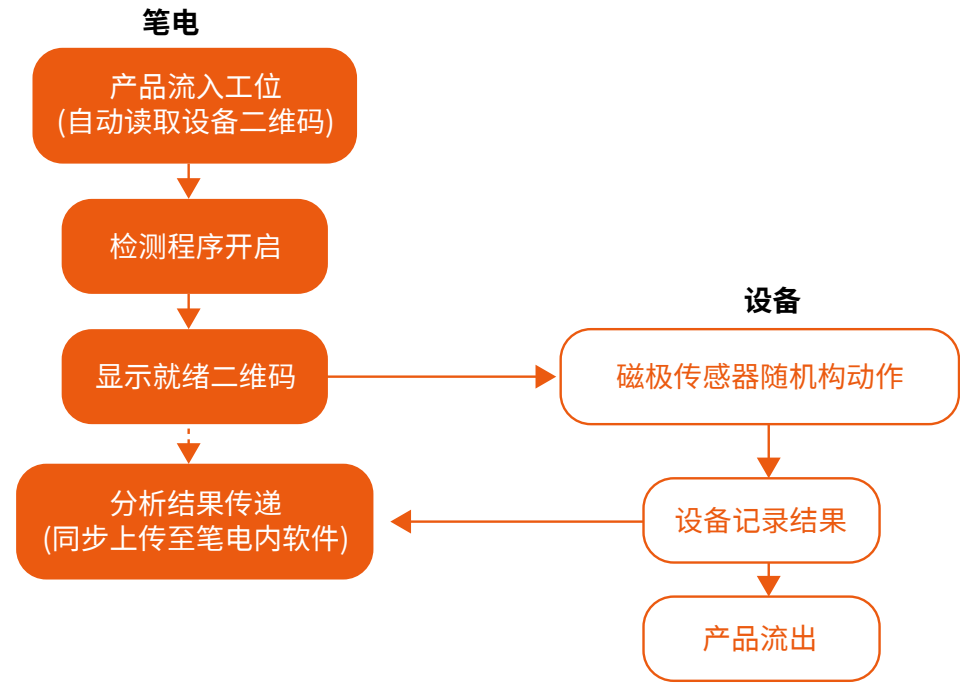 笔电
产品流入工位
(自动读取设备二维码)
检测程序开启
显示就绪二维码
分析结果传递
(同步上传至笔电内软件)
设备
磁极传感器随机构动作
设备记录结果
产品流出